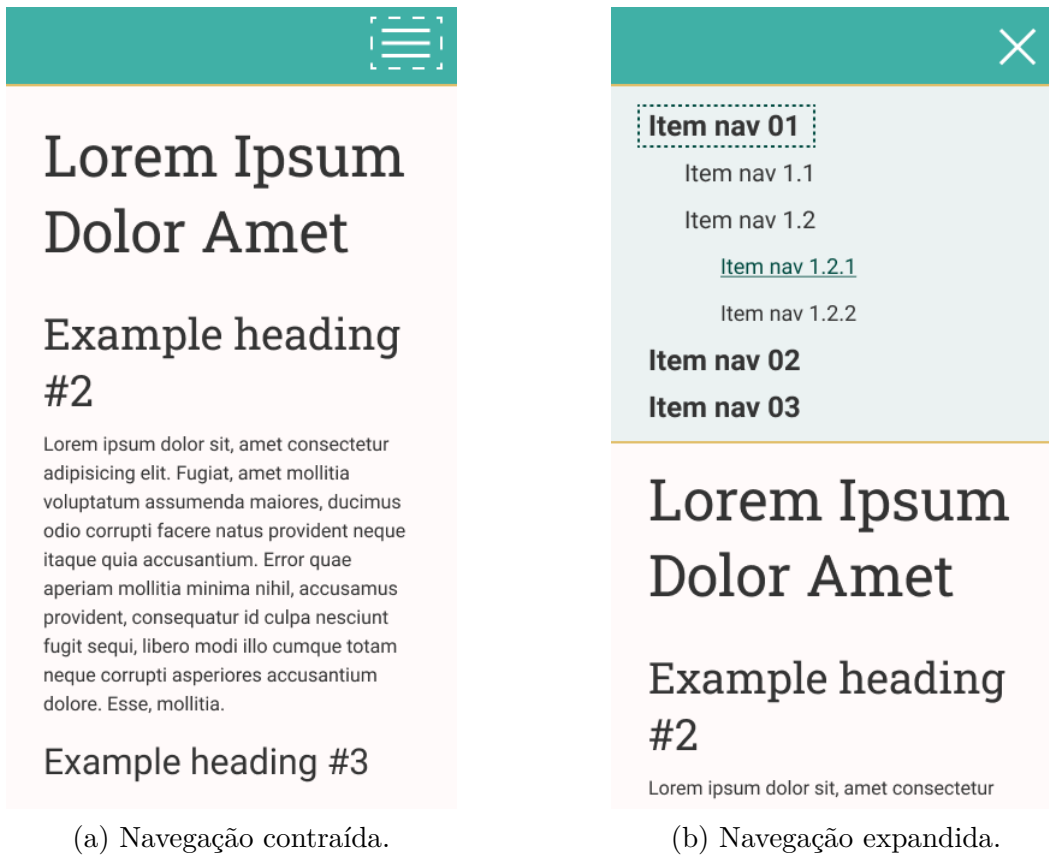 Lorem Ipsum
Dolor Amet
Example heading
#2
Lorem ipsum dolor sit, amet consectetur
adipisicing elit. Fugiat, amet mollitia
voluptatum assumenda maiores, ducimus
odio corrupti facere natus provident neque
itaque quia accusantium. Error quae
aperiam mollitia minima nihil, accusamus
provident, consequatur id culpa nesciunt
fugit sequi, libero modi illo cumque totam
neque corrupti asperiores accusantium
dolore. Esse, mollitia.
Example heading #3
(a) Navegação contraída.
Item nav 01
Item nav 1.1
Item nav 1.2
Item nav 1.2.1
Item nav 1.2.2
Item nav 02
Item nav 03
Lorem Ipsum
Dolor Amet
Example heading
#2
Lorem ipsum dolor sit, amet consectetur
(b) Navegação expandida.